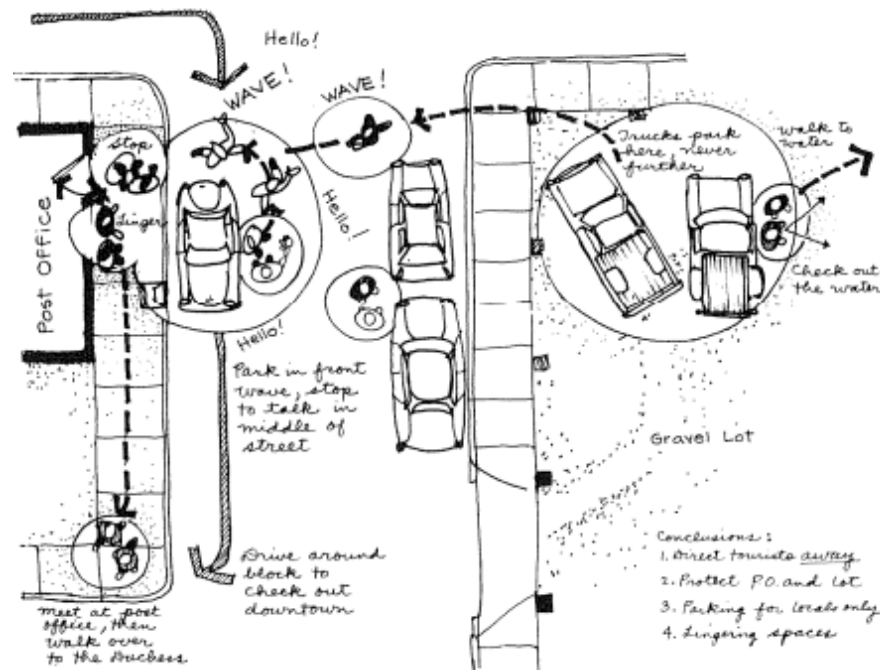 Hello!
WAVE!
WAVE!
Stop
Linger
Post Office
Hello!
Hello!
Trucks park
here, never
further
Walk to
water
Check out
the water
Park in front
wave, stop
to talk in
middle of
street
Gravel Lot
Drive around
block to
check out
downtown
meet at post
office, then
walk over
to the Duchess
Conclusions:
1. Direct tourists away
2. Protect P.O. and Lot
3. Parking for locals only
4. Lingering spaces